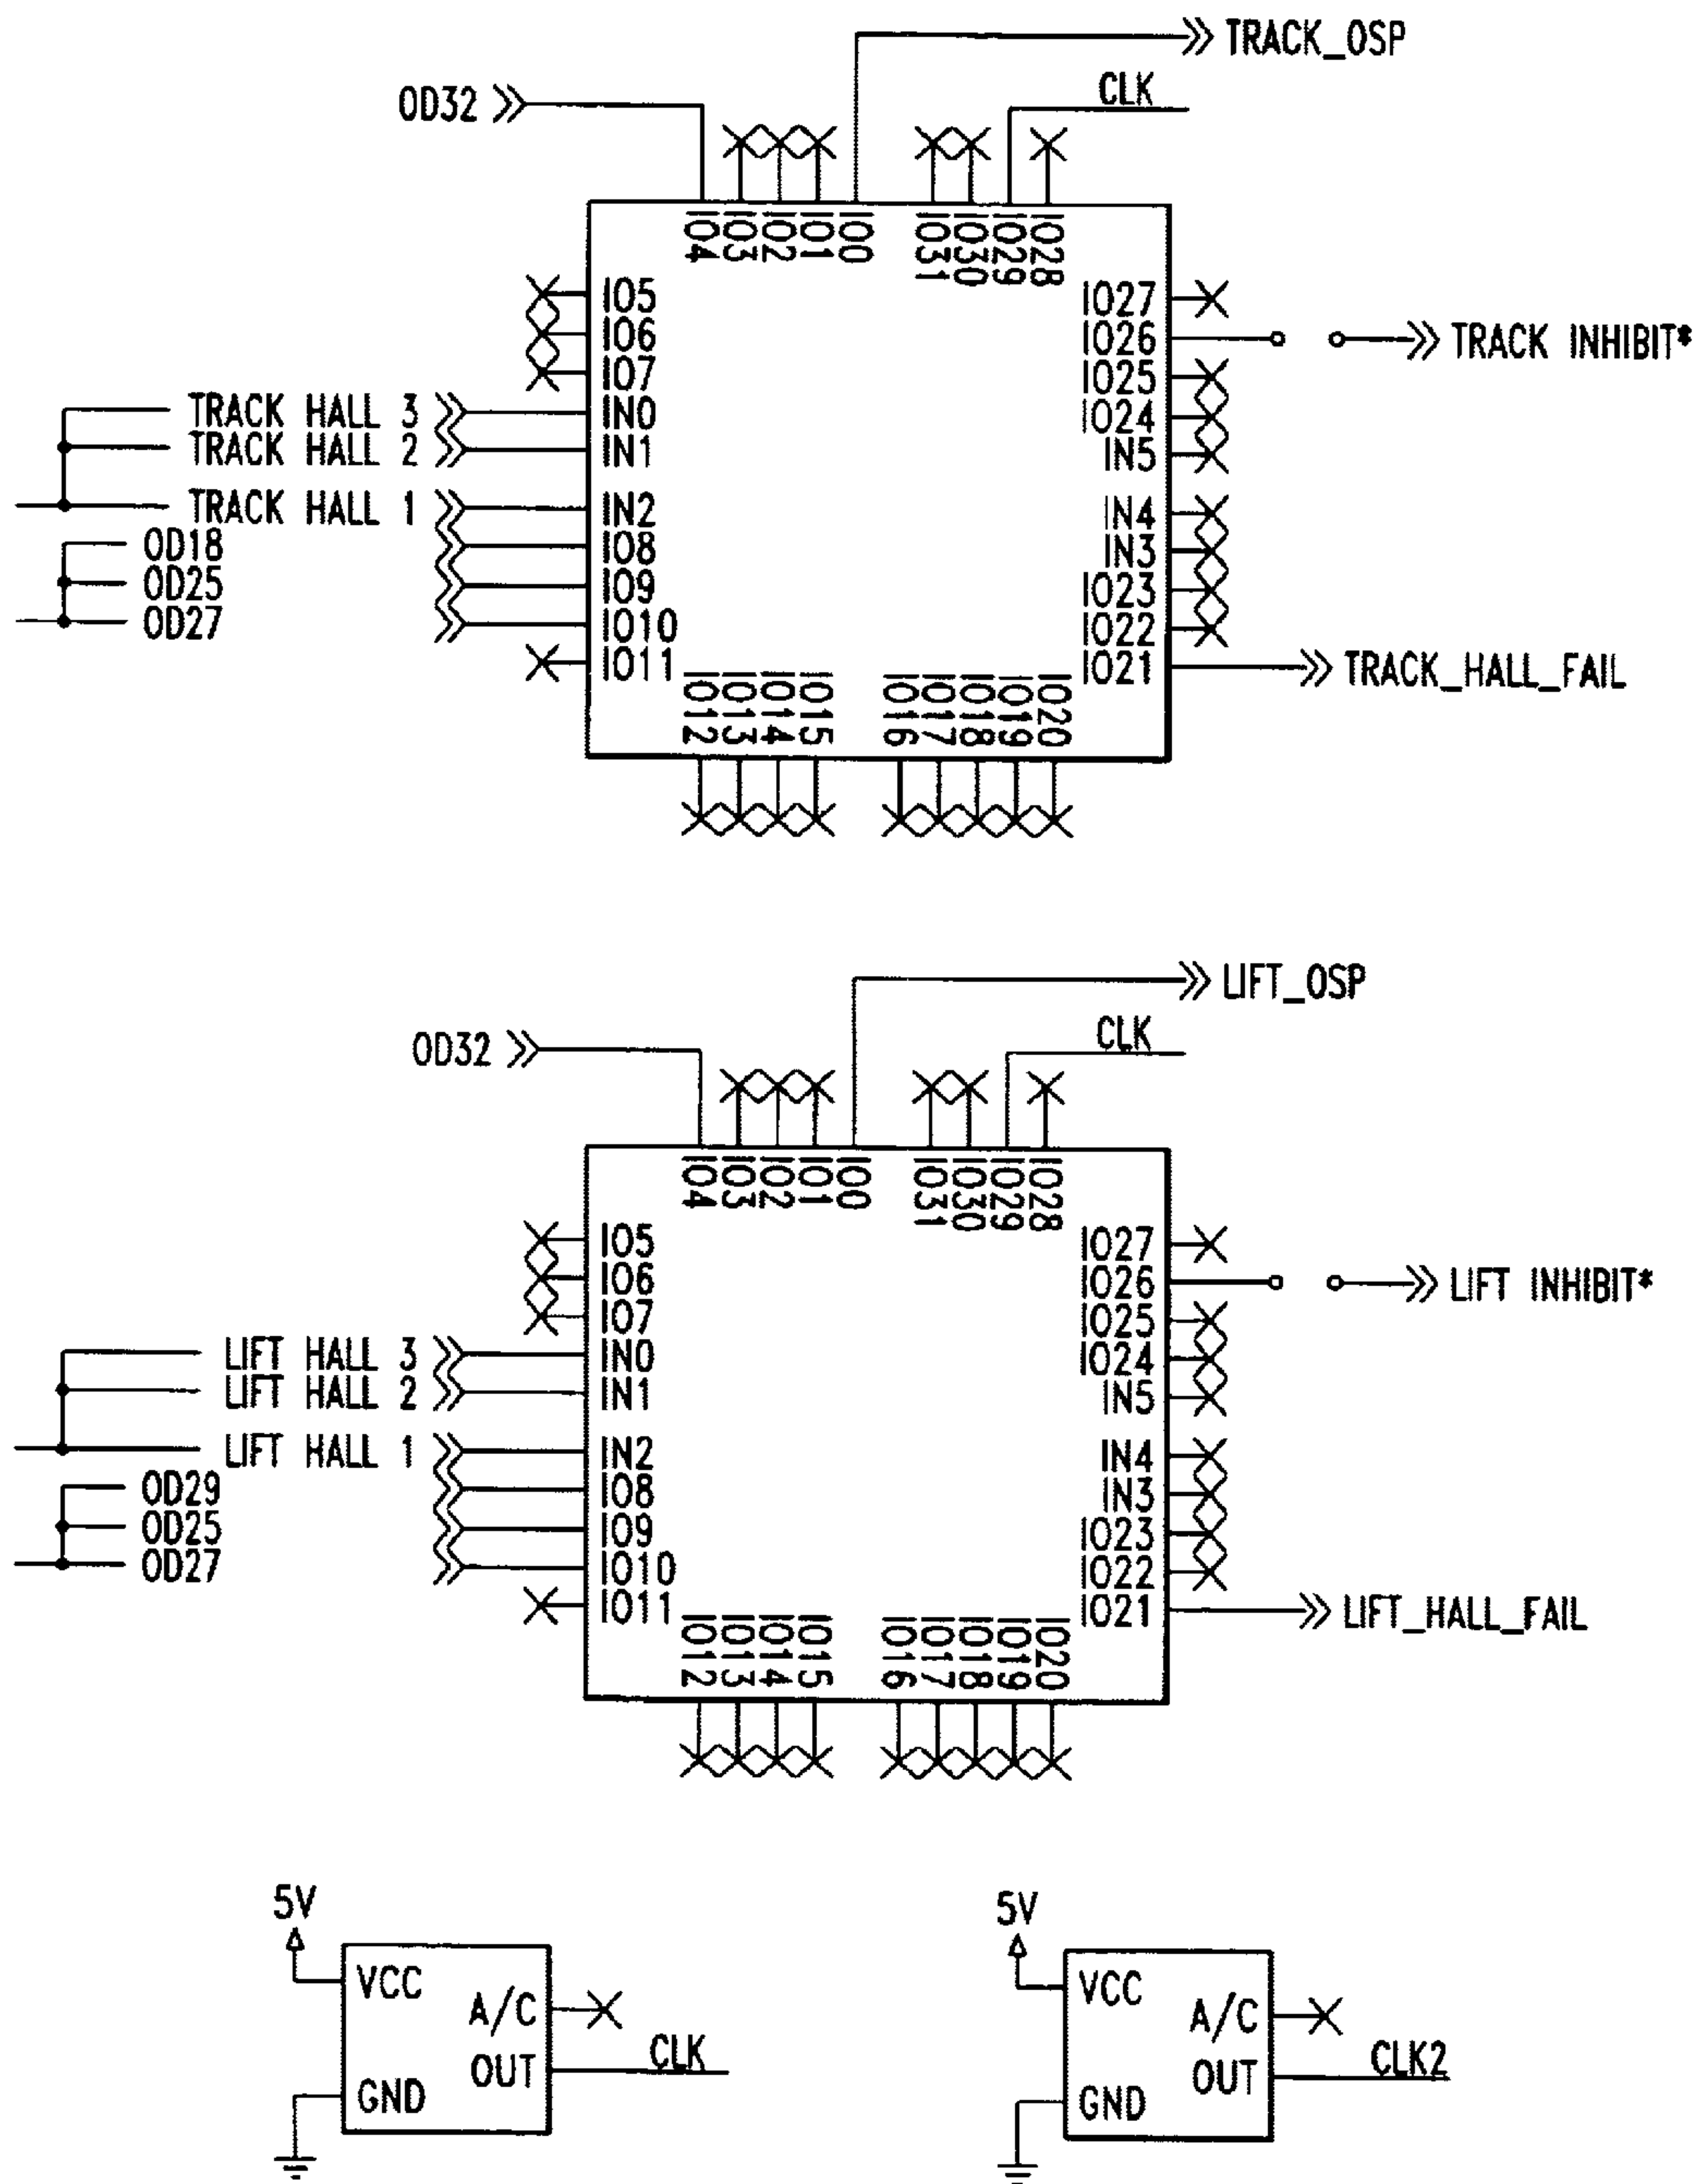 TRACK_OSP
OD32
CLK
IO4 IO3 IO2 IO1 IO0 IO31 IO30 IO29 IO28
IO5 IO27
IO6 IO26 TRACK INHIBIT*
IO7 IO25
TRACK HALL 3 IN0 IO24
TRACK HALL 2 IN1 IN5
TRACK HALL 1 IN2 IN4
OD18 IO8 IN3
OD25 IO9 IO23
OD27 IO10 IO22
IO11 IO21 TRACK_HALL_FAIL
IO12 IO13 IO14 IO15 IO16 IO17 IO18 IO19 IO20
LIFT_OSP
OD32
CLK
IO4 IO3 IO2 IO1 IO0 IO31 IO30 IO29 IO28
IO5 IO27
IO6 IO26 LIFT INHIBIT*
IO7 IO25
LIFT HALL 3 IN0 IO24
LIFT HALL 2 IN1 IN5
LIFT HALL 1 IN2 IN4
OD29 IO8 IN3
OD25 IO9 IO23
OD27 IO10 IO22
IO11 IO21 LIFT_HALL_FAIL
IO12 IO13 IO14 IO15 IO16 IO17 IO18 IO19 IO20
5V
VCC
A/C
OUT CLK
GND
5V
VCC
A/C
OUT CLK2
GND